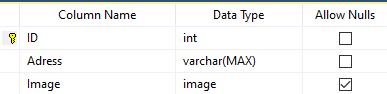 Column Name Data Type Allow Nulls
ID int
Adress varchar(MAX)
Image image